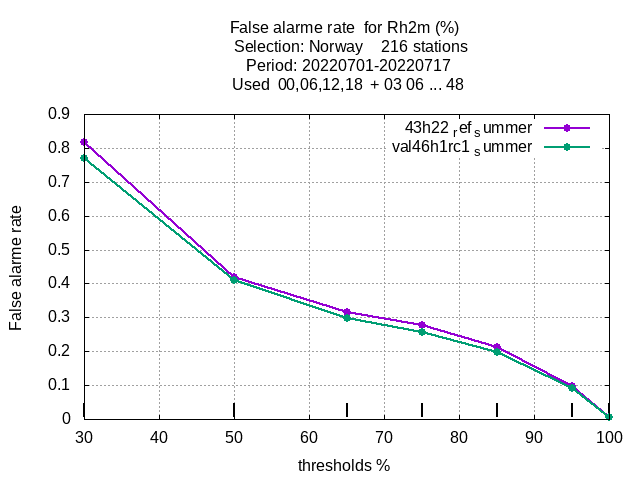 False alarme rate  for Rh2m (%)
Selection: Norway    216 stations
Period: 20220701-20220717
Used  00,06,12,18  + 03 06 ... 48
43h22 ref summer
val46h1rc1 summer
0.9
0.8
0.7
0.6
0.5
0.4
0.3
0.2
0.1
0
False alarme rate
30 40 50 60 70 80 90 100
thresholds %